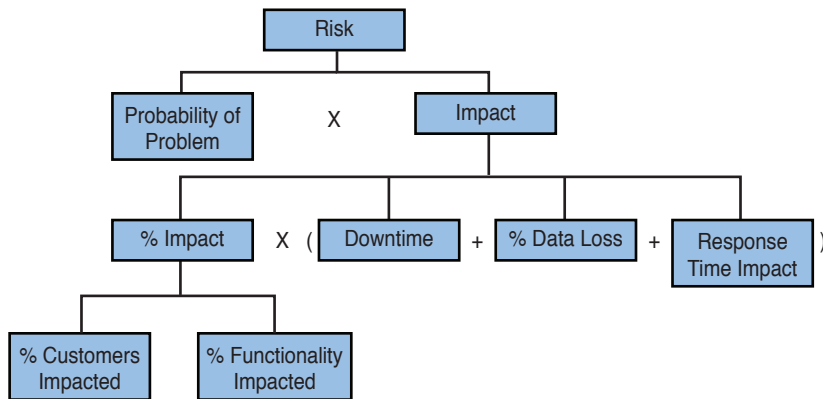 Risk
Probability of
Problem
X
Impact
% Impact
X
(
Downtime
+
% Data Loss
+
Response
Time Impact
)
% Customers
Impacted
% Functionality
Impacted